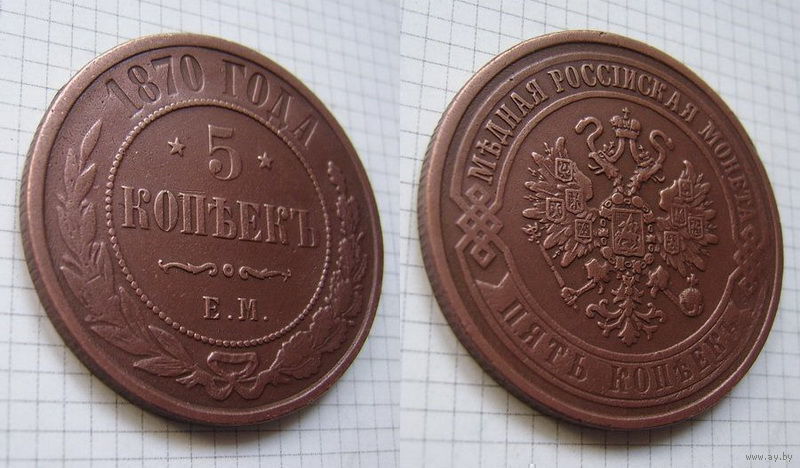 1870 ГОДА
5
КОПѢЕКЪ
Е.М.
МѢДНАЯ РОССІЙСКАЯ МОНЕТА
ПЯТЬ КОПѢЕКЪ
www.ay.by